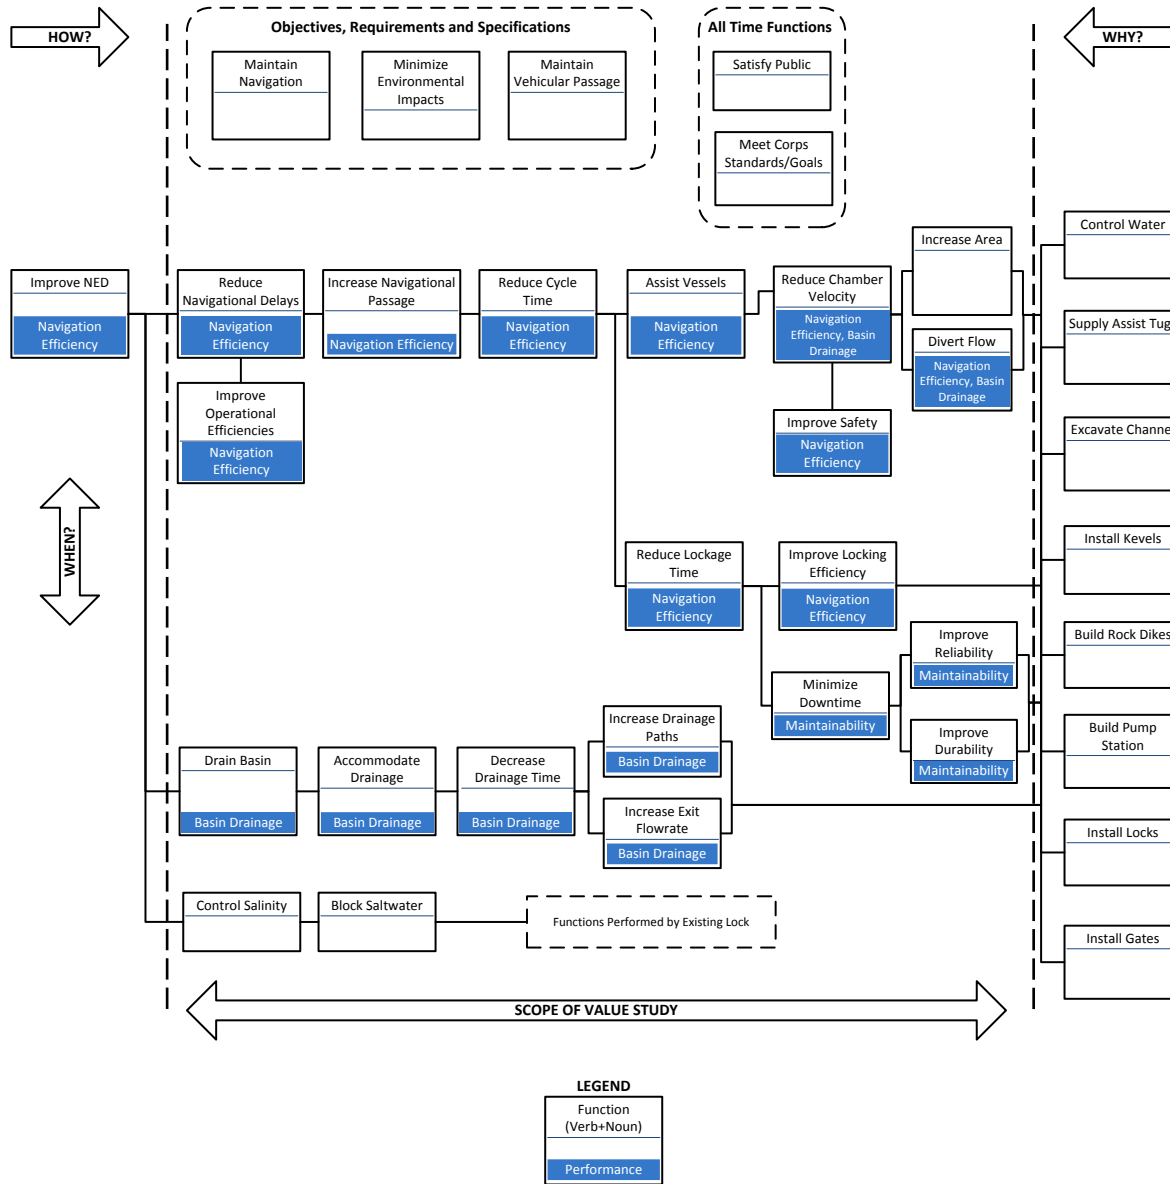 HOW?
Objectives, Requirements and Specifications
All Time Functions
WHY?
Maintain
Navigation
Minimize
Environmental
Impacts
Maintain
Vehicular Passage
Satisfy Public
Meet Corps
Standards/Goals
Control Water
Supply Assist Tug
Excavate Channe
Install Kevels
Build Rock Dikes
Build Pump
Station
Install Locks
Install Gates
Improve NED
Navigation
Efficiency
Reduce
Navigational Delays
Navigation
Efficiency
Increase Navigational
Passage
Navigation Efficiency
Reduce Cycle
Time
Navigation
Efficiency
Assist Vessels
Navigation
Efficiency
Reduce Chamber
Velocity
Navigation
Efficiency, Basin
Drainage
Increase Area
Divert Flow
Navigation
Efficiency, Basin
Drainage
Improve
Operational
Efficiencies
Navigation
Efficiency
Improve Safety
Navigation
Efficiency
WHEN?
Reduce Lockage
Time
Navigation
Efficiency
Improve Locking
Efficiency
Navigation
Efficiency
Minimize
Downtime
Maintainability
Improve
Reliability
Maintainability
Improve
Durability
Maintainability
Drain Basin
Basin Drainage
Accommodate
Drainage
Basin Drainage
Decrease
Drainage Time
Basin Drainage
Increase Drainage
Paths
Basin Drainage
Increase Exit
Flowrate
Basin Drainage
Control Salinity
Block Saltwater
Functions Performed by Existing Lock
SCOPE OF VALUE STUDY
LEGEND
Function
(Verb+Noun)
Performance